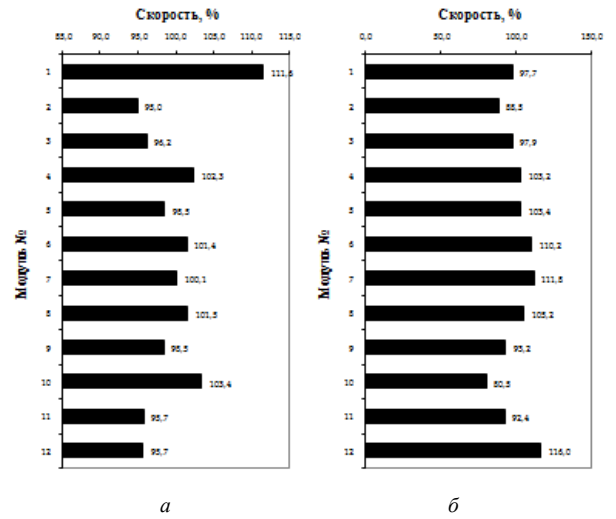 Скорость, % Скорость, %
85,0 90,0 95,0 100,0 105,0 110,0 115,0 0,0 50,0 100,0 150,0
Модуль № Модуль №
1 111,6 1 97,7
2 95,0 2 88,5
3 96,2 3 97,9
4 102,3 4 103,2
5 98,5 5 103,4
6 101,4 6 110,2
7 100,1 7 111,8
8 101,5 8 105,2
9 98,5 9 93,2
10 103,4 10 80,5
11 95,7 11 92,4
12 95,7 12 116,0
а б